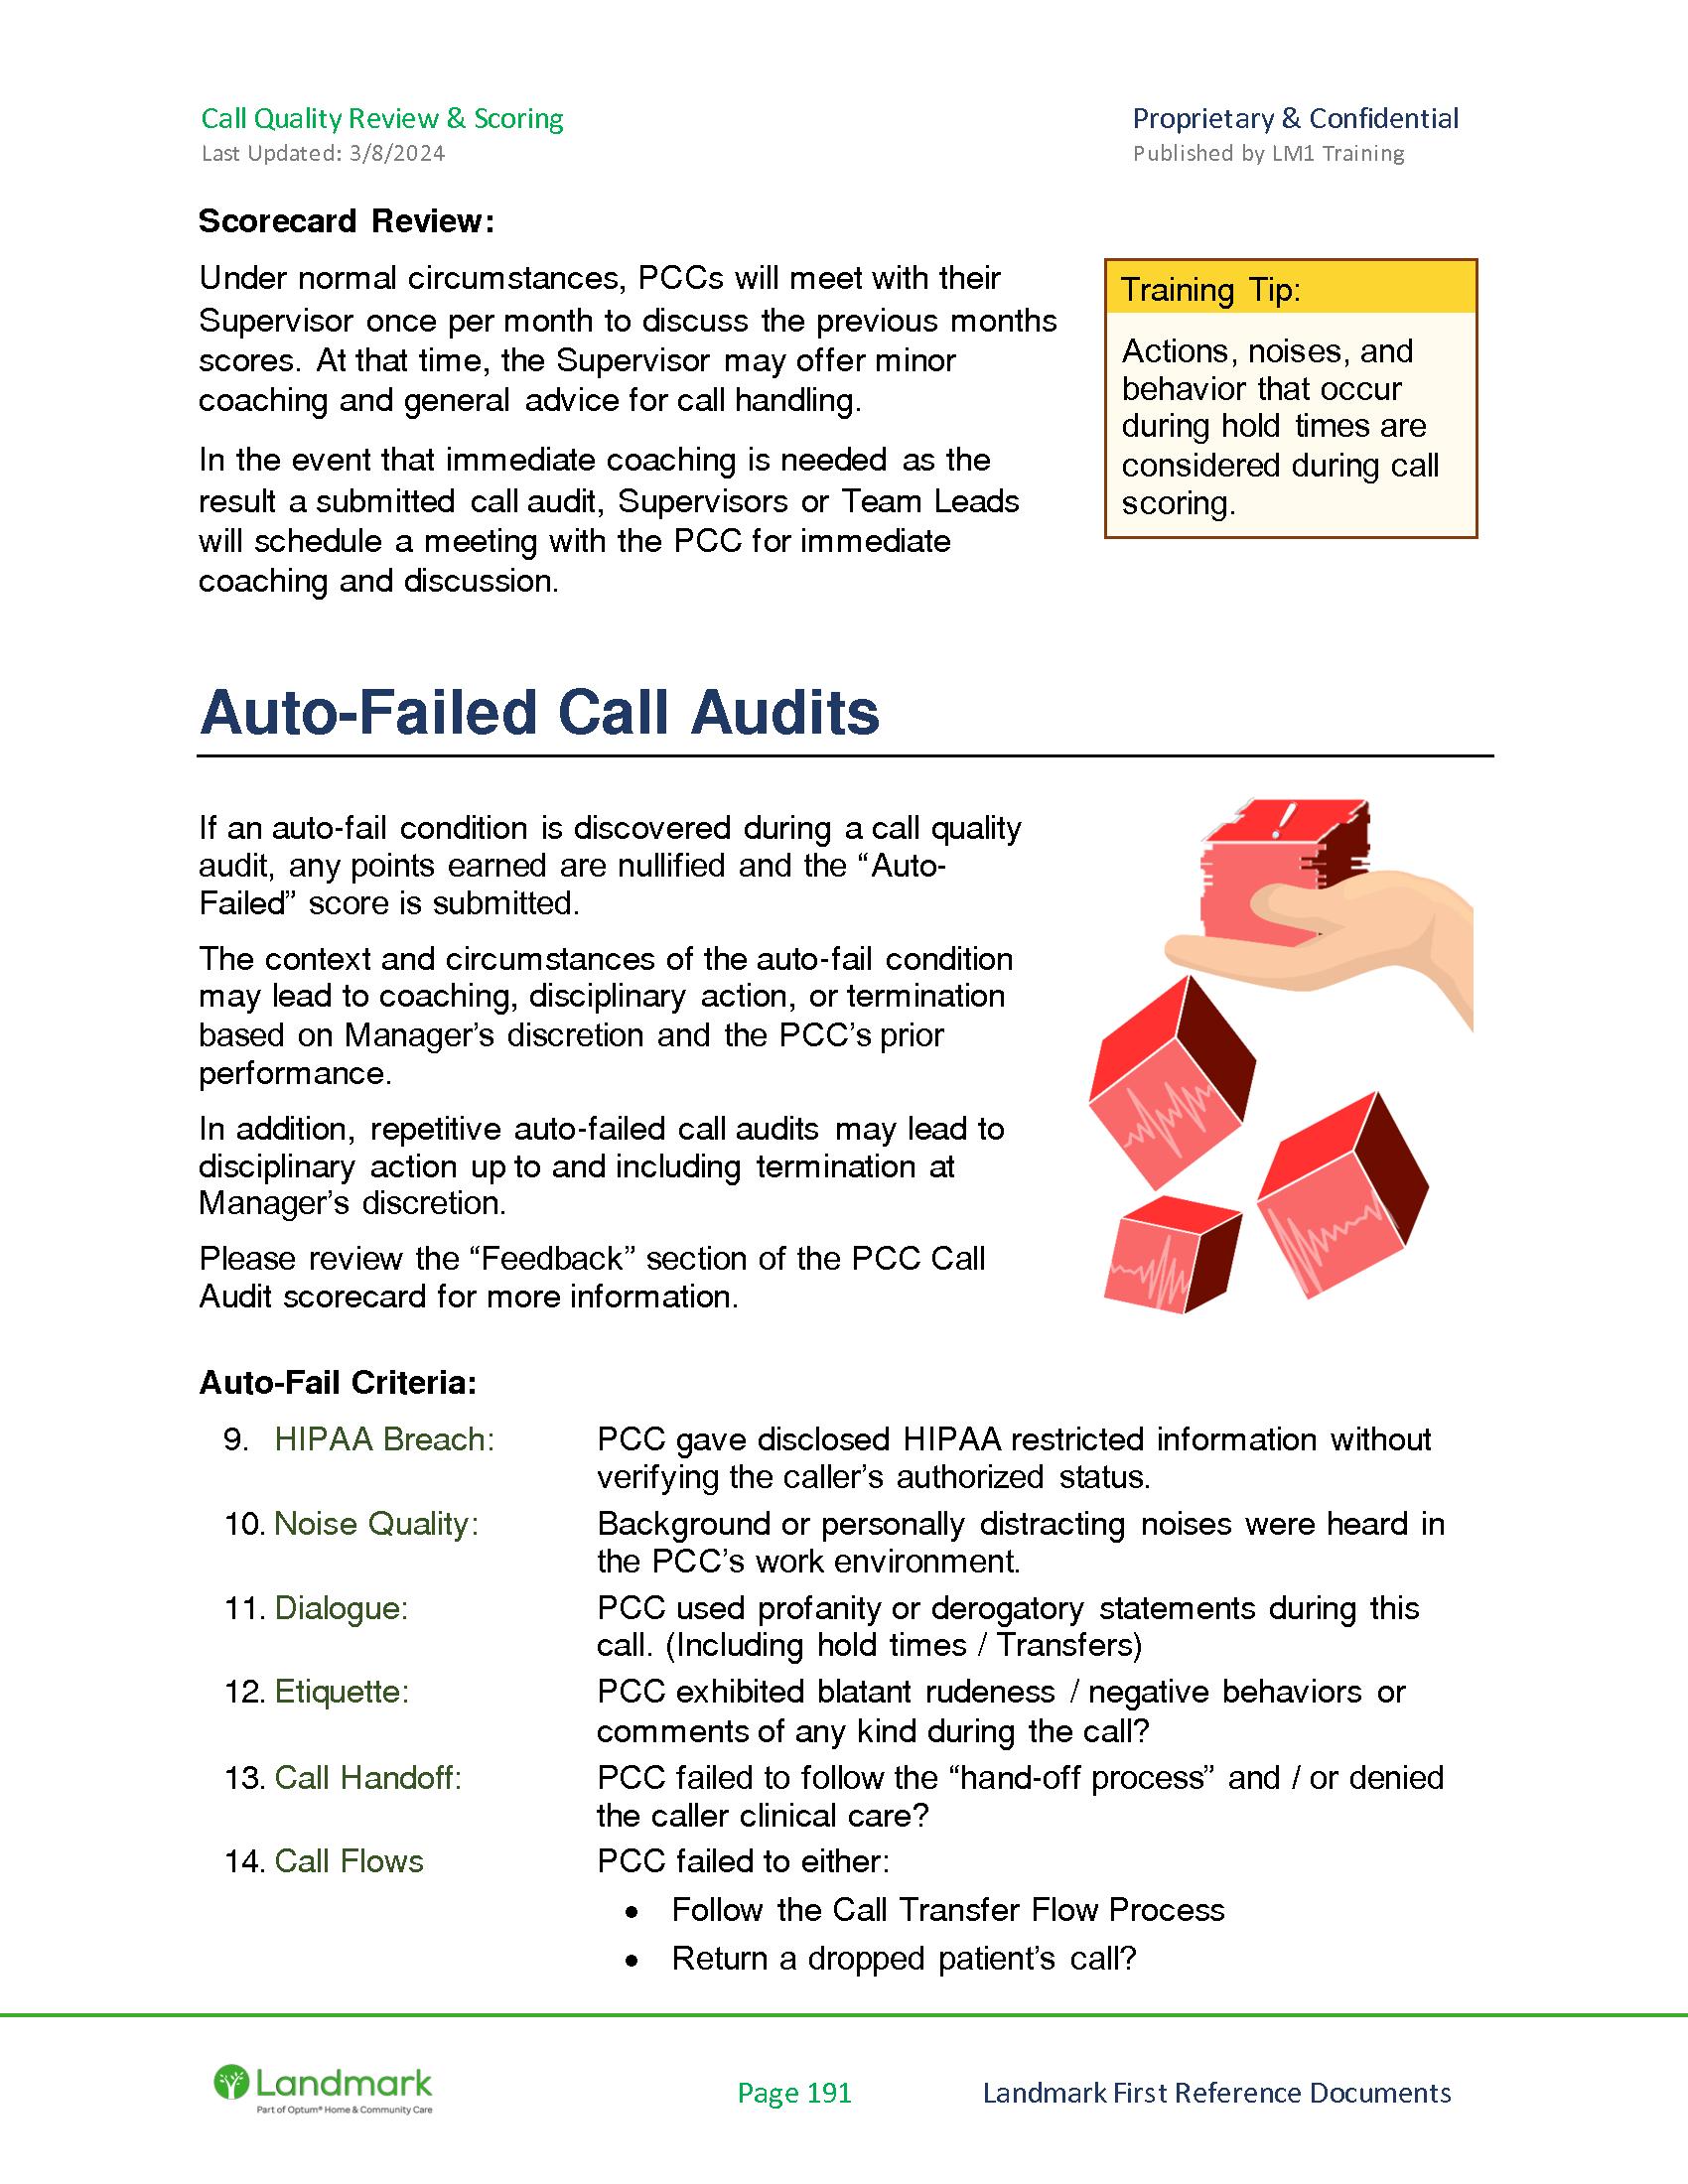 Call Quality Review & Scoring
Proprietary & Confidential
Last Updated: 3/8/2024
Published by LM1 Training
Scorecard Review:
Under normal circumstances, PCCs will meet with their
Supervisor once per month to discuss the previous months
scores. At that time, the Supervisor may offer minor
coaching and general advice for call handling.
In the event that immediate coaching is needed as the
result a submitted call audit, Supervisors or Team Leads
will schedule a meeting with the PCC for immediate
coaching and discussion.
Training Tip:
Actions, noises, and
behavior that occur
during hold times are
considered during call
scoring.
Auto-Failed Call Audits
If an auto-fail condition is discovered during a call quality
audit, any points earned are nullified and the “Auto-
Failed” score is submitted.
The context and circumstances of the auto-fail condition
may lead to coaching, disciplinary action, or termination
based on Manager’s discretion and the PCC’s prior
performance.
In addition, repetitive auto-failed call audits may lead to
disciplinary action up to and including termination at
Manager’s discretion.
Please review the “Feedback” section of the PCC Call
Audit scorecard for more information.
!
Auto-Fail Criteria:
9. HIPAA Breach: PCC gave disclosed HIPAA restricted information without
verifying the caller’s authorized status.
10. Noise Quality: Background or personally distracting noises were heard in
the PCC’s work environment.
11. Dialogue: PCC used profanity or derogatory statements during this
call. (Including hold times / Transfers)
12. Etiquette: PCC exhibited blatant rudeness / negative behaviors or
comments of any kind during the call?
13. Call Handoff: PCC failed to follow the “hand-off process” and / or denied
the caller clinical care?
14. Call Flows PCC failed to either:
• Follow the Call Transfer Flow Process
• Return a dropped patient’s call?
Landmark
Part of Optum® Home & Community Care
Page 191
Landmark First Reference Documents